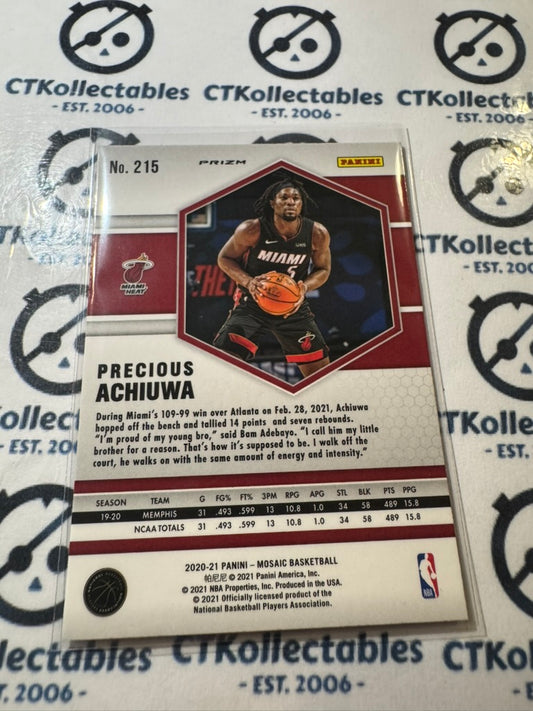 CTKollectables CTKollectables CTKollectables
- EST. 2006 - - EST. 2006 - - EST. 2006 -
No. 215 PRIZM PANINI
MIAMI
5
MIAMI
HEAT
PRECIOUS
ACHIUWA
During Miami's 109-99 win over Atlanta on Feb. 28, 2021, Achiuwa
hopped off the bench and tallied 14 points and seven rebounds.
"I'm proud of my young bro," said Bam Adebayo. "I call him my little
brother for a reason. That's how it's supposed to be. I walk off the
court, he walks on with the same amount of energy and intensity."
SEASON TEAM G FG% FT% 3PM RPG APG STL BLK PTS PPG
19-20 MEMPHIS 31 .493 .599 13 10.8 1.0 34 58 489 15.8
NCAA TOTALS 31 .493 .599 13 10.8 1.0 34 58 489 15.8
2020-21 PANINI – MOSAIC BASKETBALL
帕尼尼 © 2021 Panini America, Inc.
© 2021 NBA Properties, Inc. Produced in the USA.
© 2021 Officially licensed product of the
National Basketball Players Association.
NBA
CTKollectables
- EST. 2006 -